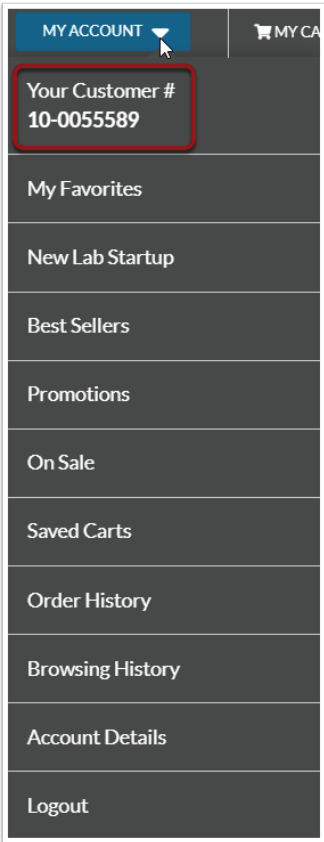 MY ACCOUNT
MY CA
Your Customer #
10-0055589
My Favorites
New Lab Startup
Best Sellers
Promotions
On Sale
Saved Carts
Order History
Browsing History
Account Details
Logout